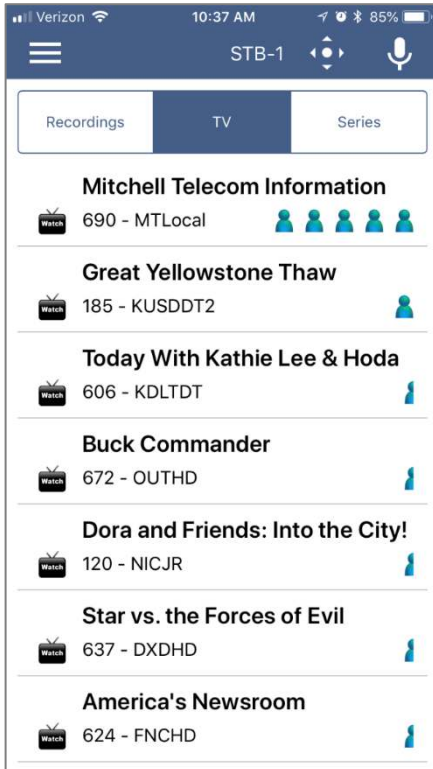 Verizon 10:37 AM 85%
STB-1
Recordings TV Series
Mitchell Telecom Information
Watch 690 - MTLocal
Great Yellowstone Thaw
Watch 185 - KUSDDT2
Today With Kathie Lee & Hoda
Watch 606 - KDLTDT
Buck Commander
Watch 672 - OUTHD
Dora and Friends: Into the City!
Watch 120 - NICJR
Star vs. the Forces of Evil
Watch 637 - DXDHD
America's Newsroom
Watch 624 - FNCHD